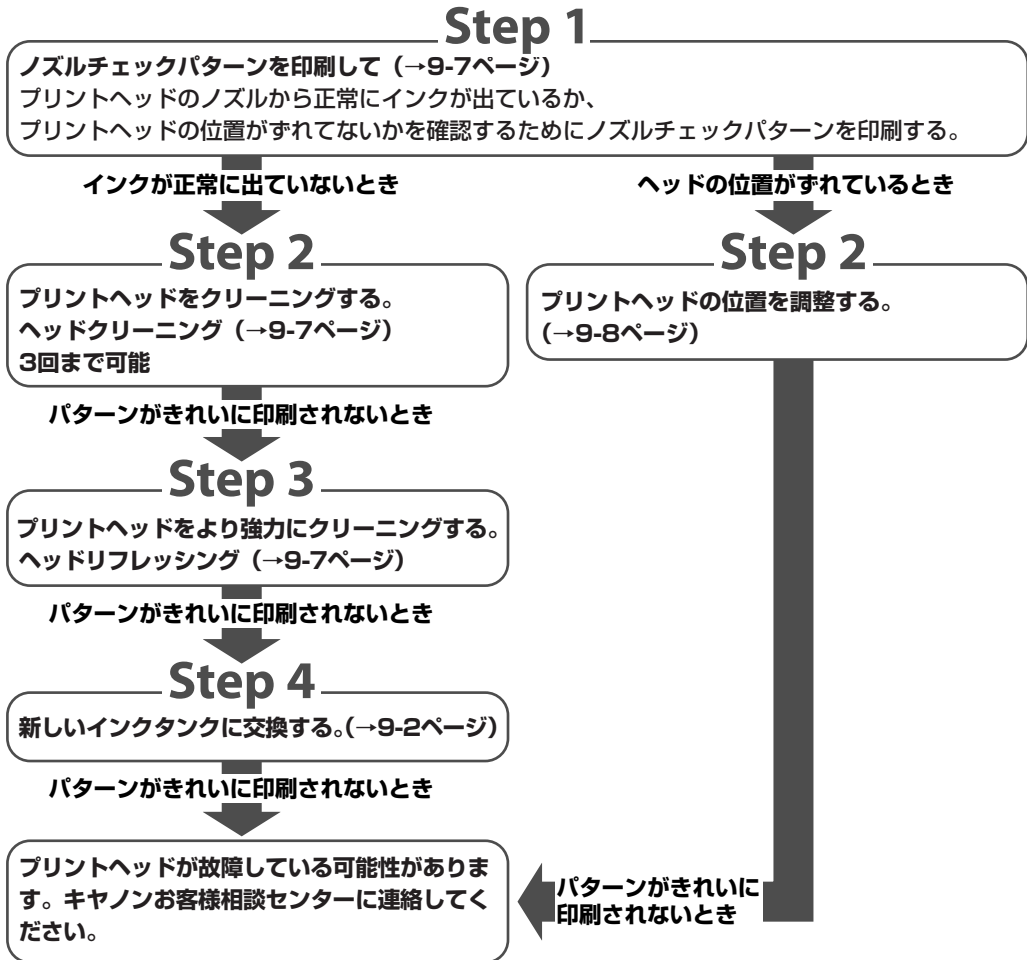 Step 1
ノズルチェックパターンを印刷して（→9-7ページ）
プリントヘッドのノズルから正常にインクが出ているか、
プリントヘッドの位置がずれてないかを確認するためにノズルチェックパターンを印刷する。
インクが正常に出ていないとき
ヘッドの位置がずれているとき
Step 2
プリントヘッドをクリーニングする。
ヘッドクリーニング（→9-7ページ）
3回まで可能
Step 2
プリントヘッドの位置を調整する。
（→9-8ページ）
パターンがきれいに印刷されないとき
Step 3
プリントヘッドをより強力にクリーニングする。
ヘッドリフレッシング（→9-7ページ）
パターンがきれいに印刷されないとき
Step 4
新しいインクタンクに交換する。（→9-2ページ）
パターンがきれいに印刷されないとき
プリントヘッドが故障している可能性がありま
す。キヤノンお客様相談センターに連絡してく
ださい。
パターンがきれいに
印刷されないとき